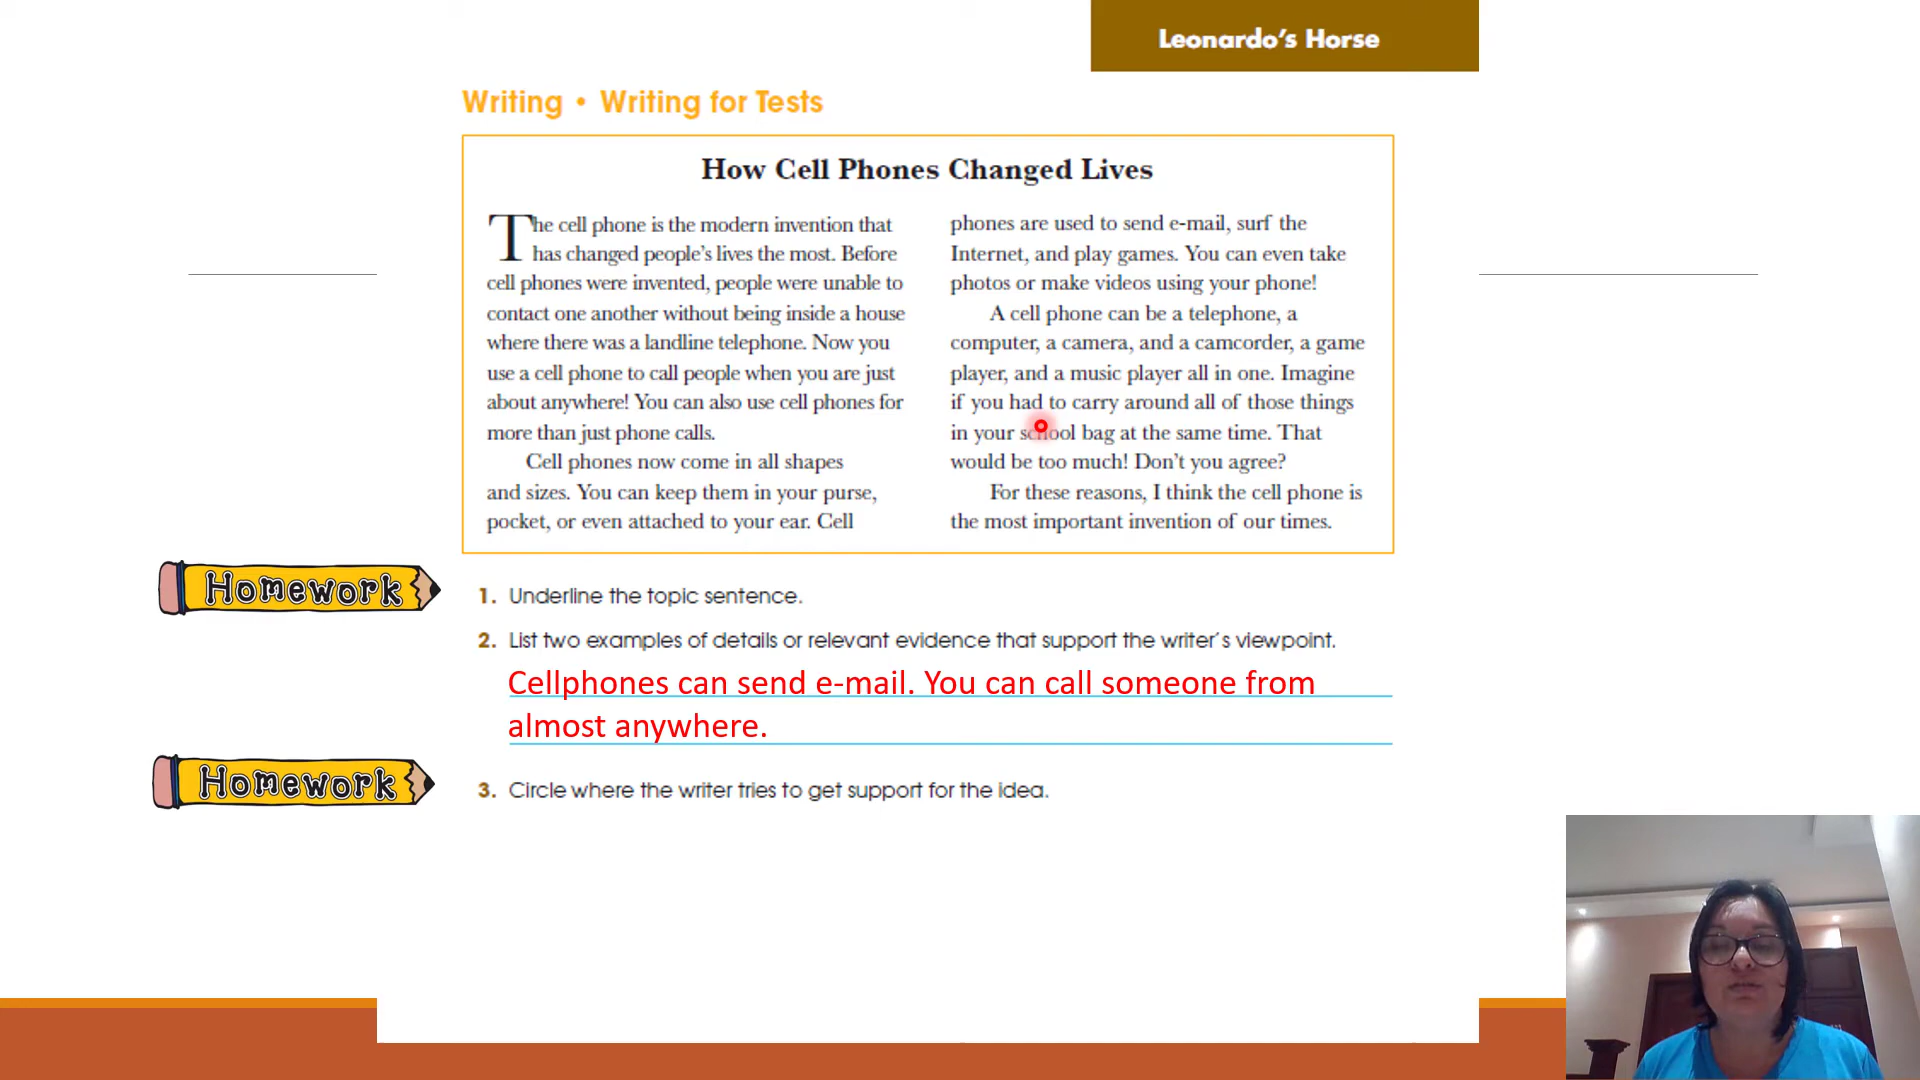 Leonardo's Horse
Writing • Writing for Tests
How Cell Phones Changed Lives
The cell phone is the modern invention that
has changed people's lives the most. Before
cell phones were invented, people were unable to
contact one another without being inside a house
where there was a landline telephone. Now you
use a cell phone to call people when you are just
about anywhere! You can also use cell phones for
more than just phone calls.
Cell phones now come in all shapes
and sizes. You can keep them in your purse,
pocket, or even attached to your ear. Cell
phones are used to send e-mail, surf the
Internet, and play games. You can even take
photos or make videos using your phone!
A cell phone can be a telephone, a
computer, a camera, and a camcorder, a game
player, and a music player all in one. Imagine
if you had to carry around all of those things
in your school bag at the same time. That
would be too much! Don't you agree?
For these reasons, I think the cell phone is
the most important invention of our times.
Homework
1. Underline the topic sentence.
2. List two examples of details or relevant evidence that support the writer's viewpoint.
Cellphones can send e-mail. You can call someone from
almost anywhere.
Homework
3. Circle where the writer tries to get support for the idea.